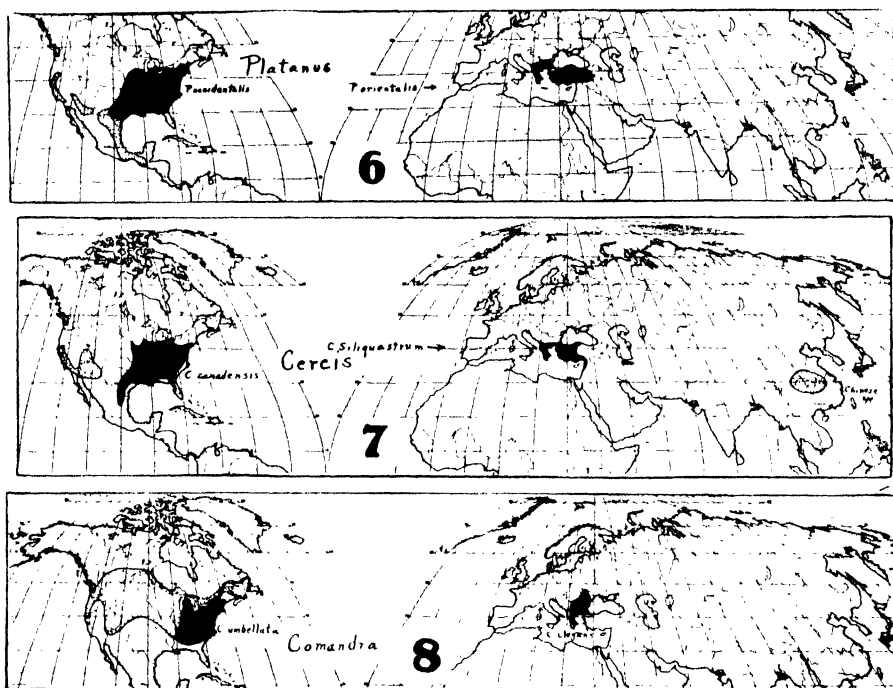 Platanus
P. occidentalis
P. orientalis →
6
C. Siliquastrum →
Cercis
C. canadensis
Chinese
7
C. umbellata
Comandra
C. elegans
8